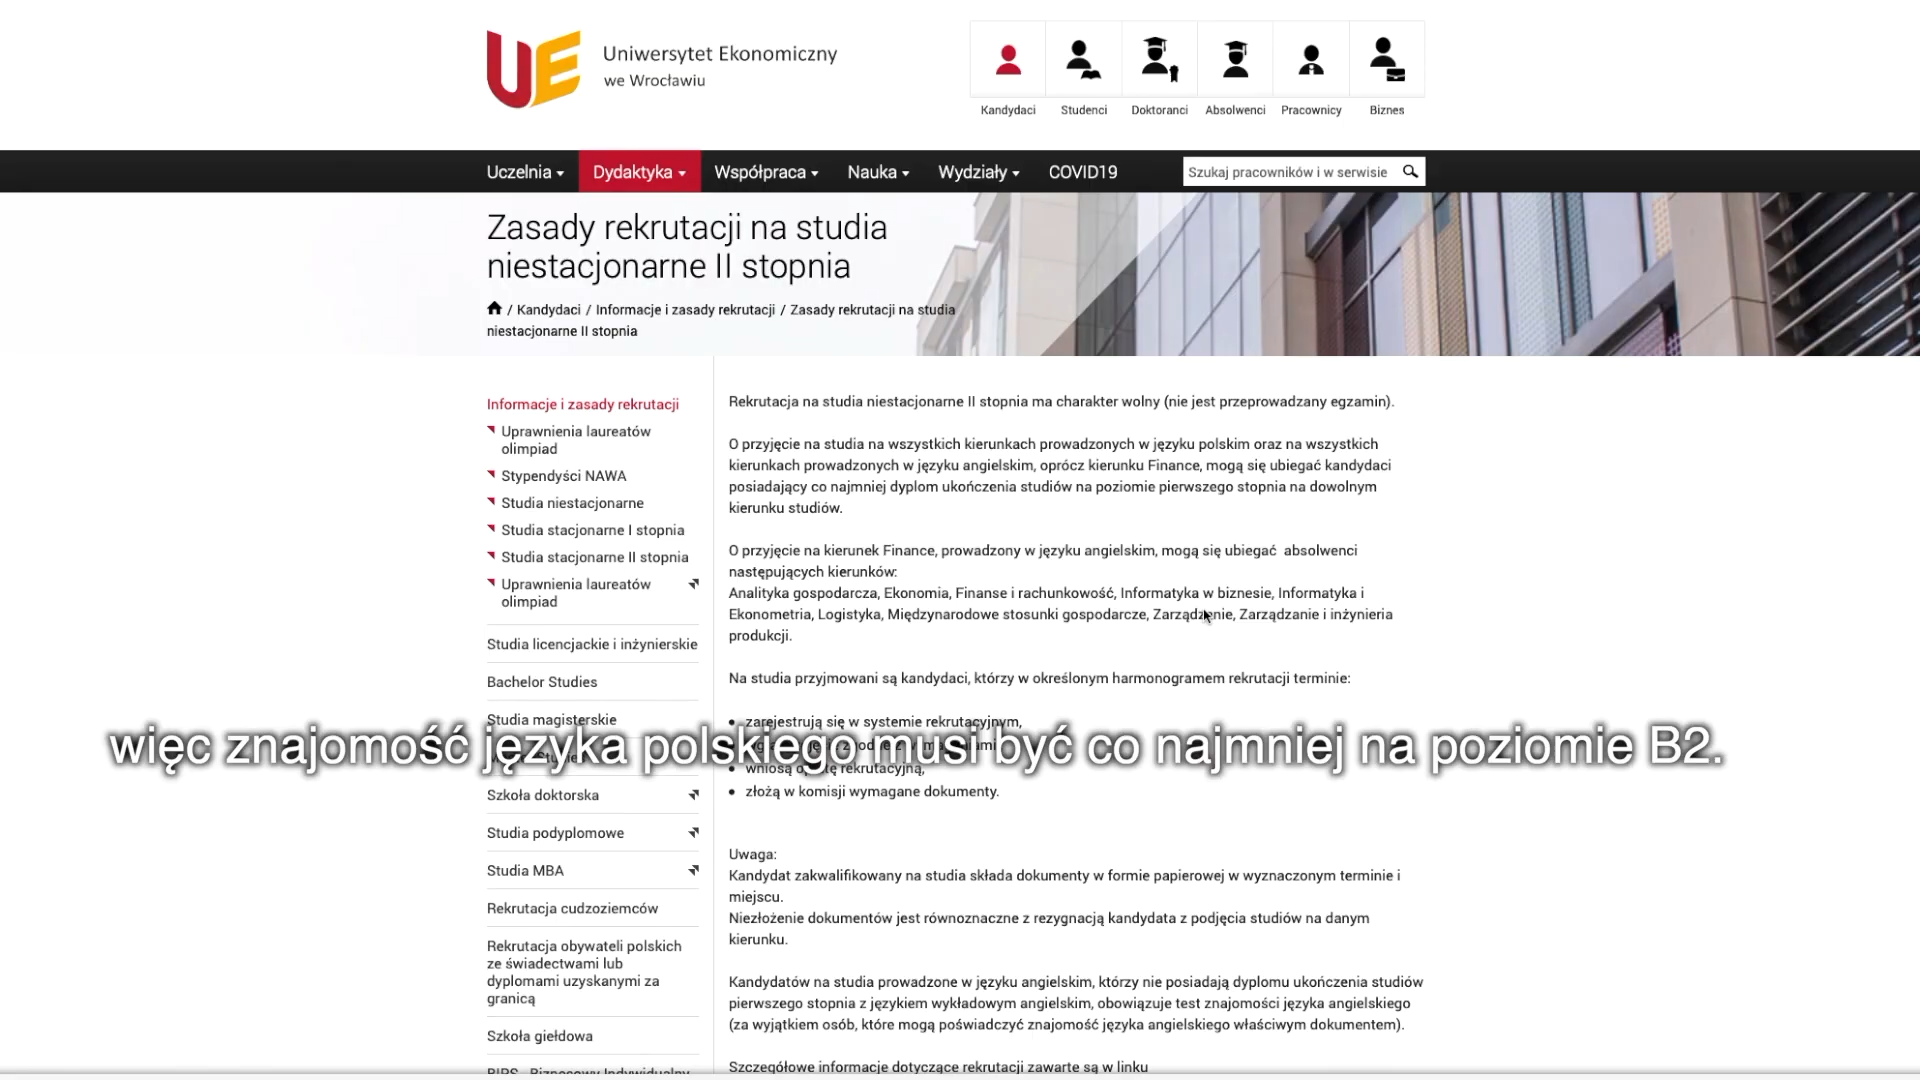 UE
Uniwersytet Ekonomiczny
we Wrocławiu
Kandydaci
Studenci
Doktoranci
Absolwenci
Pracownicy
Biznes
Uczelnia
Dydaktyka
Współpraca
Nauka
Wydziały
COVID19
Szukaj pracowników i w serwisie
Zasady rekrutacji na studia
niestacjonarne II stopnia
/ Kandydaci / Informacje i zasady rekrutacji / Zasady rekrutacji na studia
niestacjonarne II stopnia
Informacje i zasady rekrutacji
Uprawnienia laureatów
olimpiad
Stypendyści NAWA
Studia niestacjonarne
Studia stacjonarne I stopnia
Studia stacjonarne II stopnia
Uprawnienia laureatów
olimpiad
Studia licencjackie i inżynierskie
Bachelor Studies
Studia magisterskie
Szkoła doktorska
Studia podyplomowe
Studia MBA
Rekrutacja cudzoziemców
Rekrutacja obywateli polskich
ze świadectwami lub
dyplomami uzyskanymi za
granicą
Szkoła giełdowa
BIPS - Biznesowy Indywidualny
Rekrutacja na studia niestacjonarne II stopnia ma charakter wolny (nie jest przeprowadzany egzamin).
O przyjęcie na studia na wszystkich kierunkach prowadzonych w języku polskim oraz na wszystkich
kierunkach prowadzonych w języku angielskim, oprócz kierunku Finance, mogą się ubiegać kandydaci
posiadający co najmniej dyplom ukończenia studiów na poziomie pierwszego stopnia na dowolnym
kierunku studiów.
O przyjęcie na kierunek Finance, prowadzony w języku angielskim, mogą się ubiegać absolwenci
następujących kierunków:
Analityka gospodarcza, Ekonomia, Finanse i rachunkowość, Informatyka w biznesie, Informatyka i
Ekonometria, Logistyka, Międzynarodowe stosunki gospodarcze, Zarządzenie, Zarządzanie i inżynieria
produkcji.
Na studia przyjmowani są kandydaci, którzy w określonym harmonogramem rekrutacji terminie:
zarejestrują się w systemie rekrutacyjnym,
więc znajomość języka polskiego musi być co najmniej na poziomie B2.
wniosą opłatę rekrutacyjną,
złożą w komisji wymagane dokumenty.
Uwaga:
Kandydat zakwalifikowany na studia składa dokumenty w formie papierowej w wyznaczonym terminie i
miejscu.
Niezłożenie dokumentów jest równoznaczne z rezygnacją kandydata z podjęcia studiów na danym
kierunku.
Kandydatów na studia prowadzone w języku angielskim, którzy nie posiadają dyplomu ukończenia studiów
pierwszego stopnia z językiem wykładowym angielskim, obowiązuje test znajomości języka angielskiego
(za wyjątkiem osób, które mogą poświadczyć znajomość języka angielskiego właściwym dokumentem).
Szczegółowe informacje dotyczące rekrutacji zawarte są w linku